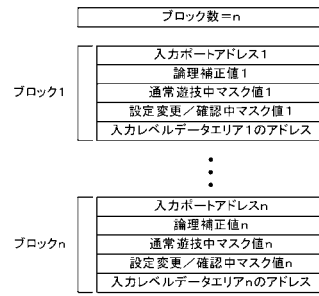 ブロック数=n
ブロック1
入力ポートアドレス1
論理補正値1
通常遊技中マスク値1
設定変更/確認中マスク値1
入力レベルデータエリア1のアドレス
ブロックn
入力ポートアドレスn
論理補正値n
通常遊技中マスク値n
設定変更/確認中マスク値n
入力レベルデータエリアnのアドレス